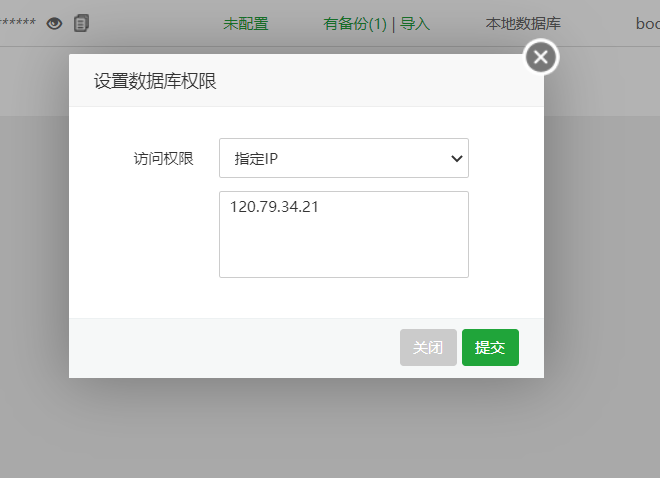 ****** 未配置 有备份(1) | 导入 本地数据库
设置数据库权限
访问权限 指定IP
120.79.34.21
关闭 提交